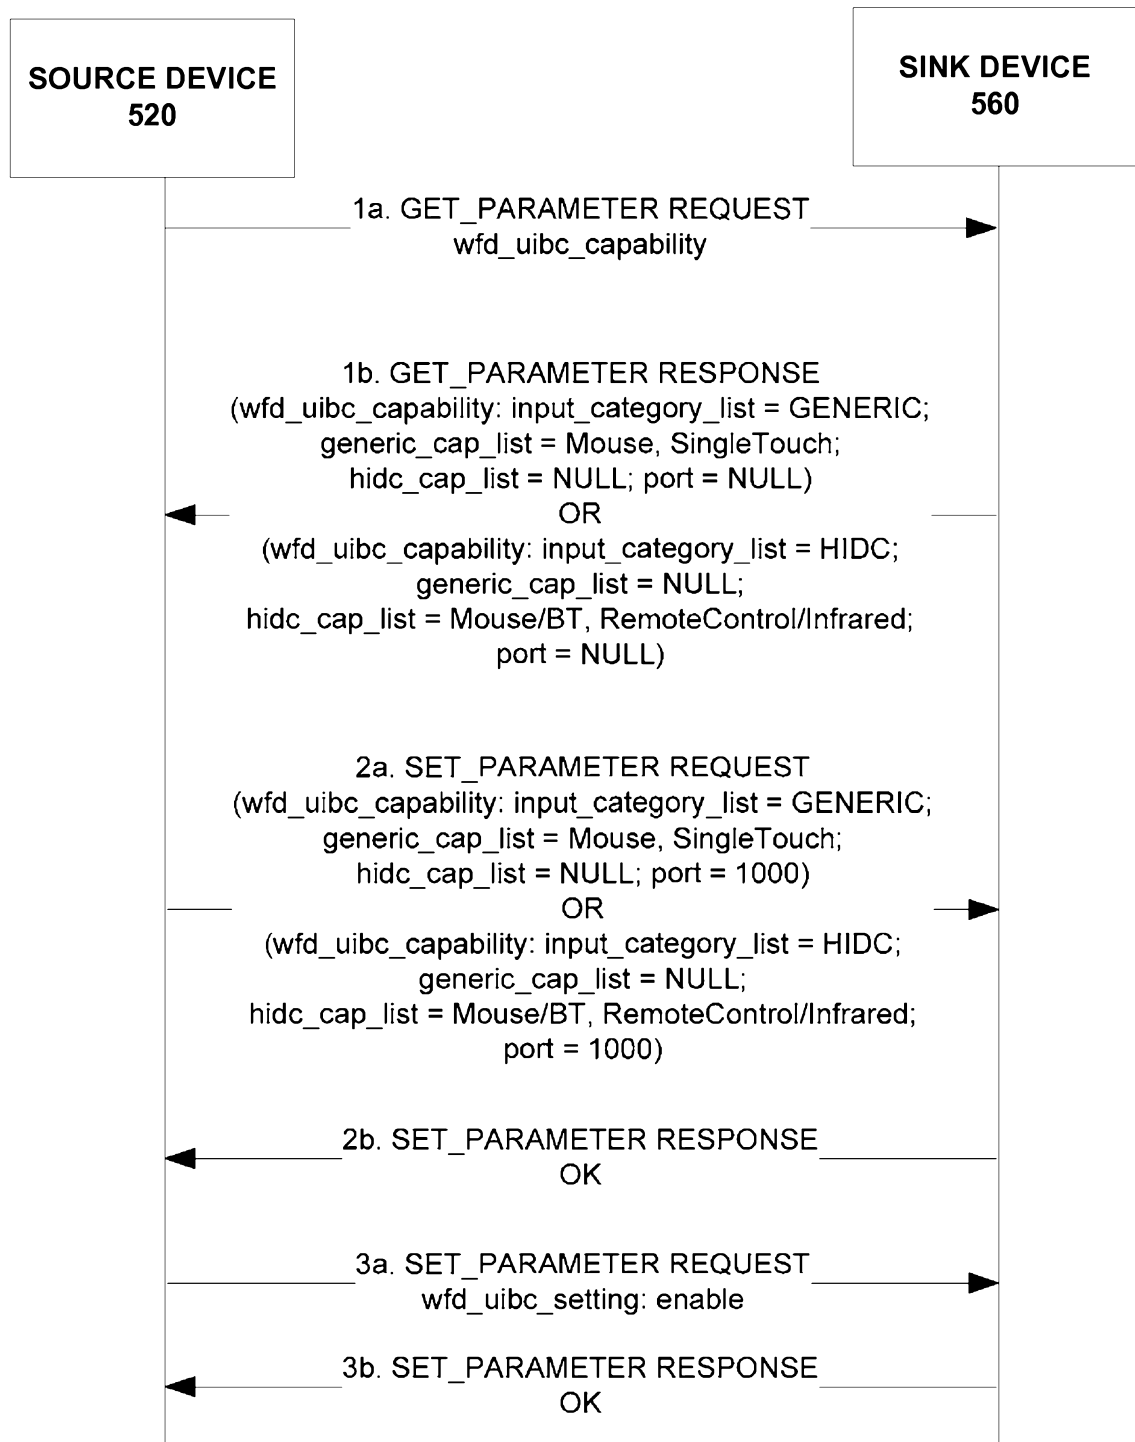 SOURCE DEVICE
520
SINK DEVICE
560
1a. GET_PARAMETER REQUEST
wfd_uibc_capability
1b. GET_PARAMETER RESPONSE
(wfd_uibc_capability: input_category_list = GENERIC;
generic_cap_list = Mouse, SingleTouch;
hidc_cap_list = NULL; port = NULL)
OR
(wfd_uibc_capability: input_category_list = HIDC;
generic_cap_list = NULL;
hidc_cap_list = Mouse/BT, RemoteControl/Infrared;
port = NULL)
2a. SET_PARAMETER REQUEST
(wfd_uibc_capability: input_category_list = GENERIC;
generic_cap_list = Mouse, SingleTouch;
hidc_cap_list = NULL; port = 1000)
OR
(wfd_uibc_capability: input_category_list = HIDC;
generic_cap_list = NULL;
hidc_cap_list = Mouse/BT, RemoteControl/Infrared;
port = 1000)
2b. SET_PARAMETER RESPONSE
OK
3a. SET_PARAMETER REQUEST
wfd_uibc_setting: enable
3b. SET_PARAMETER RESPONSE
OK